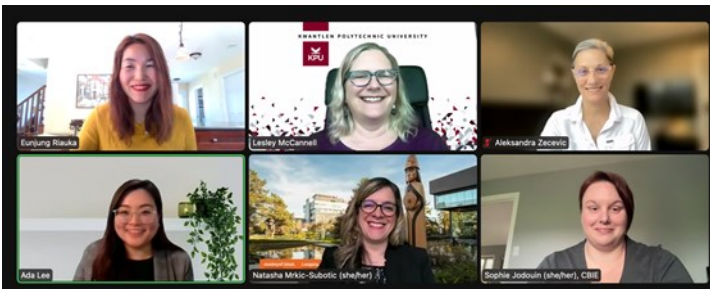 KWANTLEN POLYTECHNIC UNIVERSITY
KPU
Eunjung Riauka
Lesley McCannell
Aleksandra Zecevic
Ada Lee
Natasha Mrkic-Subotic (she/her)
Sophie Jodouin (she/her), CBIE